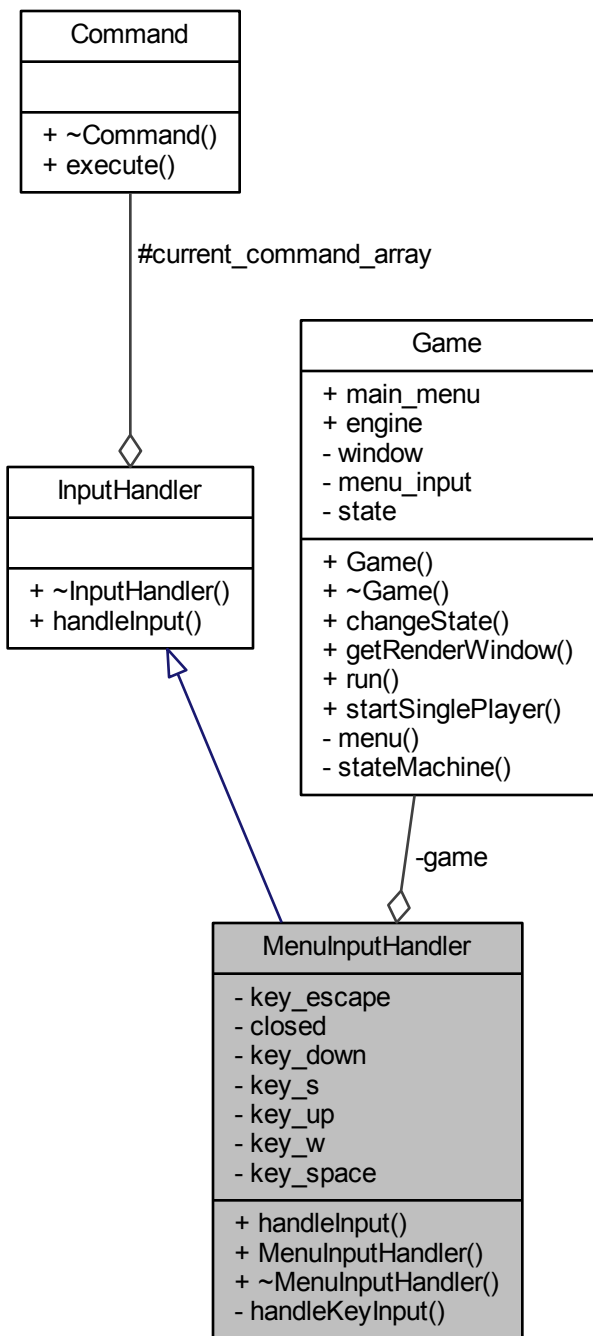 Command
+ ~Command()
+ execute()
#current_command_array
Game
+ main_menu
+ engine
- window
- menu_input
- state
+ Game()
+ ~Game()
+ changeState()
+ getRenderWindow()
+ run()
+ startSinglePlayer()
- menu()
- stateMachine()
InputHandler
+ ~InputHandler()
+ handleInput()
-game
MenuInputHandler
- key_escape
- closed
- key_down
- key_s
- key_up
- key_w
- key_space
+ handleInput()
+ MenuInputHandler()
+ ~MenuInputHandler()
- handleKeyInput()